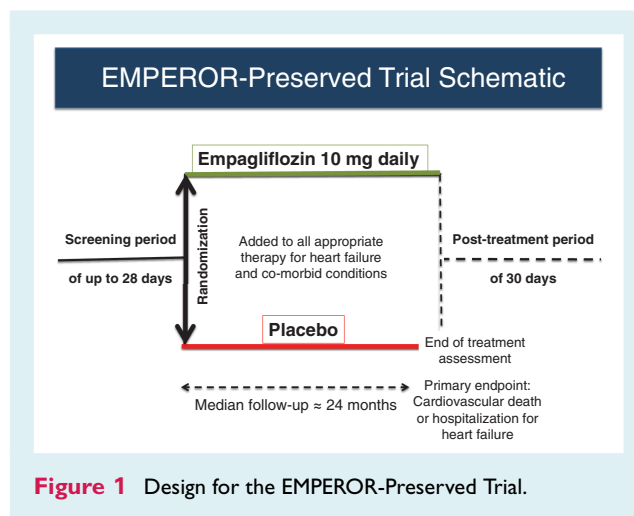 EMPEROR-Preserved Trial Schematic
Empagliflozin 10 mg daily
Screening period
of up to 28 days
Randomization
Added to all appropriate
therapy for heart failure
and co-morbid conditions
Post-treatment period
of 30 days
Placebo
End of treatment
assessment
Median follow-up ≈ 24 months
Primary endpoint:
Cardiovascular death
or hospitalization for
heart failure
Figure 1 Design for the EMPEROR-Preserved Trial.